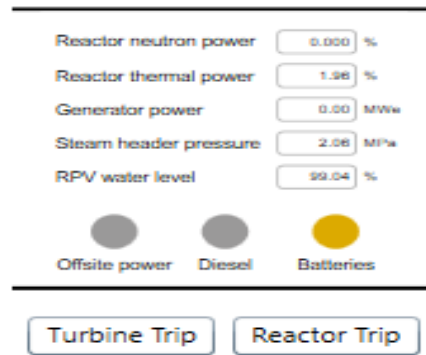 Reactor neutron power 0.000 %
Reactor thermal power 1.96 %
Generator power 0.00 MWe
Steam header pressure 2.06 MPa
RPV water level 99.04 %
Offsite power Diesel Batteries
Turbine Trip Reactor Trip